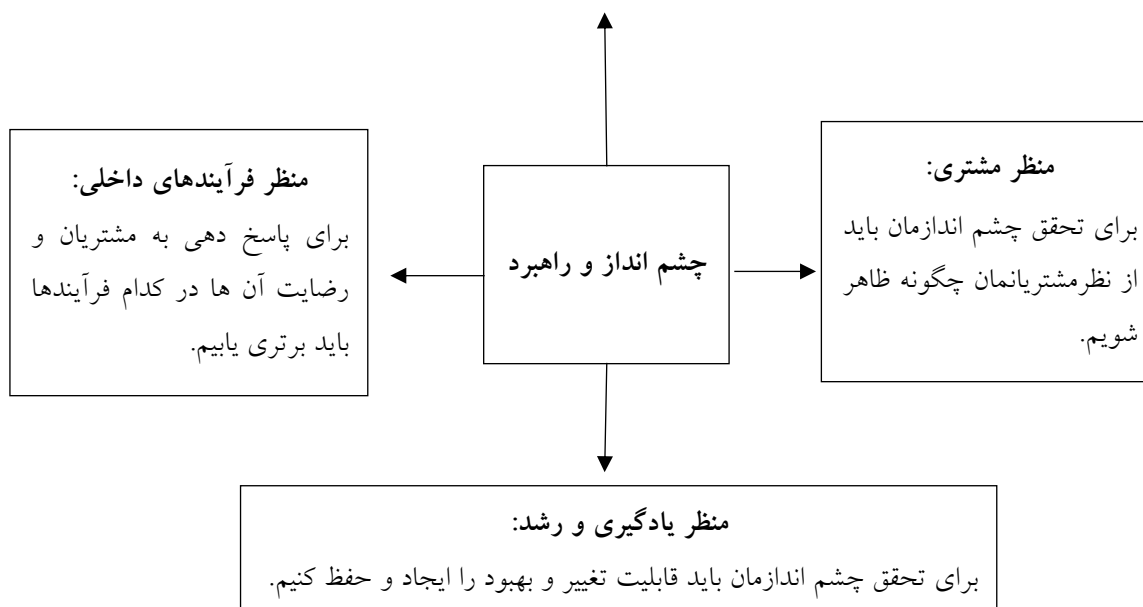 منظر مشتری:
برای تحقق چشم اندازمان باید
از نظرمشتریانمان چگونه ظاهر
شویم.
چشم انداز و راهبرد
منظر فرآیندهای داخلی:
برای پاسخ دهی به مشتریان و
رضایت آن ها در کدام فرآیندها
باید برتری یابیم.
منظر یادگیری و رشد:
برای تحقق چشم اندازمان باید قابلیت تغییر و بهبود را ایجاد و حفظ کنیم.